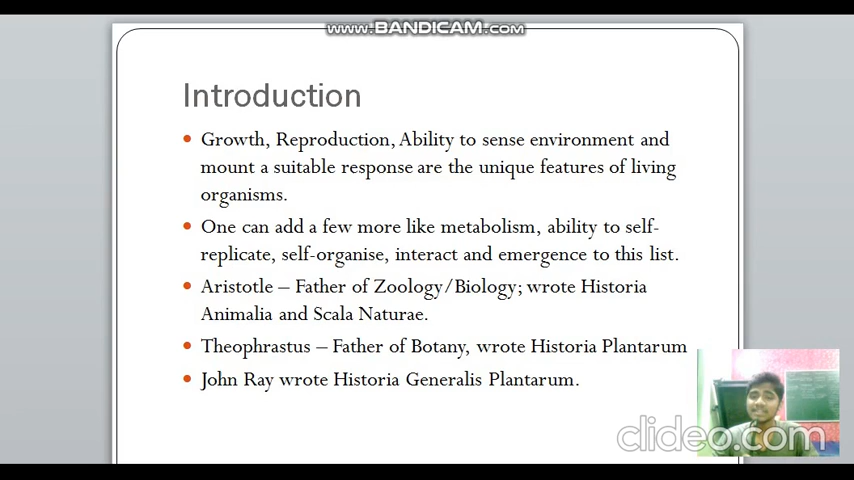 www.BANDICAM.com
Introduction
Growth, Reproduction, Ability to sense environment and
mount a suitable response are the unique features of living
organisms.
One can add a few more like metabolism, ability to self-
replicate, self-organise, interact and emergence to this list.
Aristotle – Father of Zoology/Biology; wrote Historia
Animalia and Scala Naturae.
Theophrastus – Father of Botany, wrote Historia Plantarum
John Ray wrote Historia Generalis Plantarum.
clideo.com